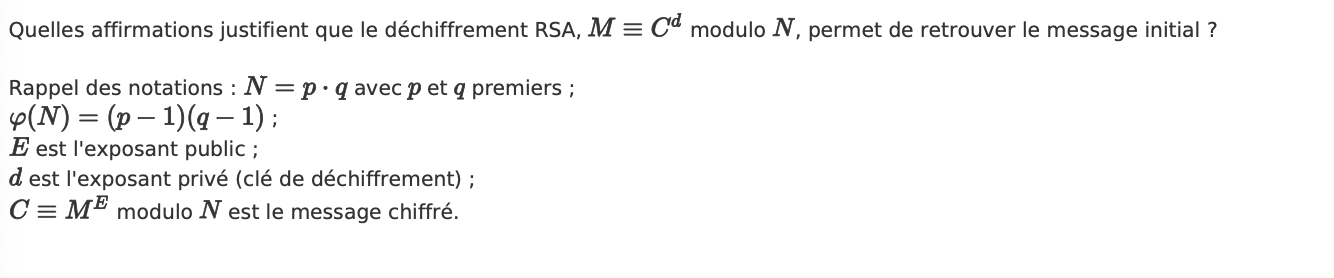 Quelles affirmations justifient que le déchiffrement RSA, M ≡ C^d modulo N, permet de retrouver le message initial ?
Rappel des notations : N = p · q avec p et q premiers ;
φ(N) = (p − 1)(q − 1) ;
E est l'exposant public ;
d est l'exposant privé (clé de déchiffrement) ;
C ≡ M^E modulo N est le message chiffré.